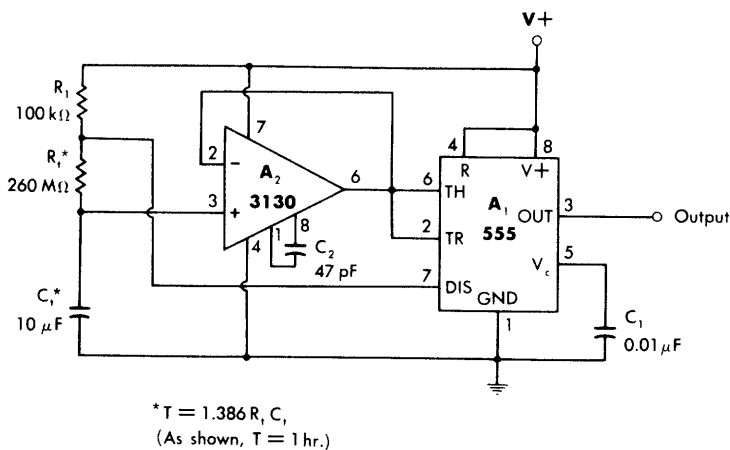 V+
R₁
100 kΩ
Rₜ*
260 MΩ
Cₜ*
10 μF
2
−
3
+
7
A₂
3130
6
4
1
8
C₂
47 pF
4
8
R
V+
6
TH
A₁
555
OUT
3
Output
2
TR
5
V꜀
7
DIS
GND
1
C₁
0.01 μF
*T = 1.386 Rₜ Cₜ
(As shown, T = 1 hr.)